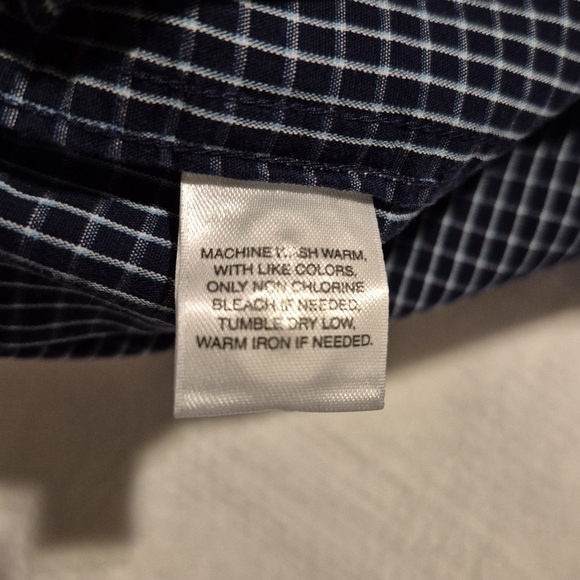 MACHINE WASH WARM,
WITH LIKE COLORS,
ONLY NON CHLORINE
BLEACH IF NEEDED,
TUMBLE DRY LOW,
WARM IRON IF NEEDED.